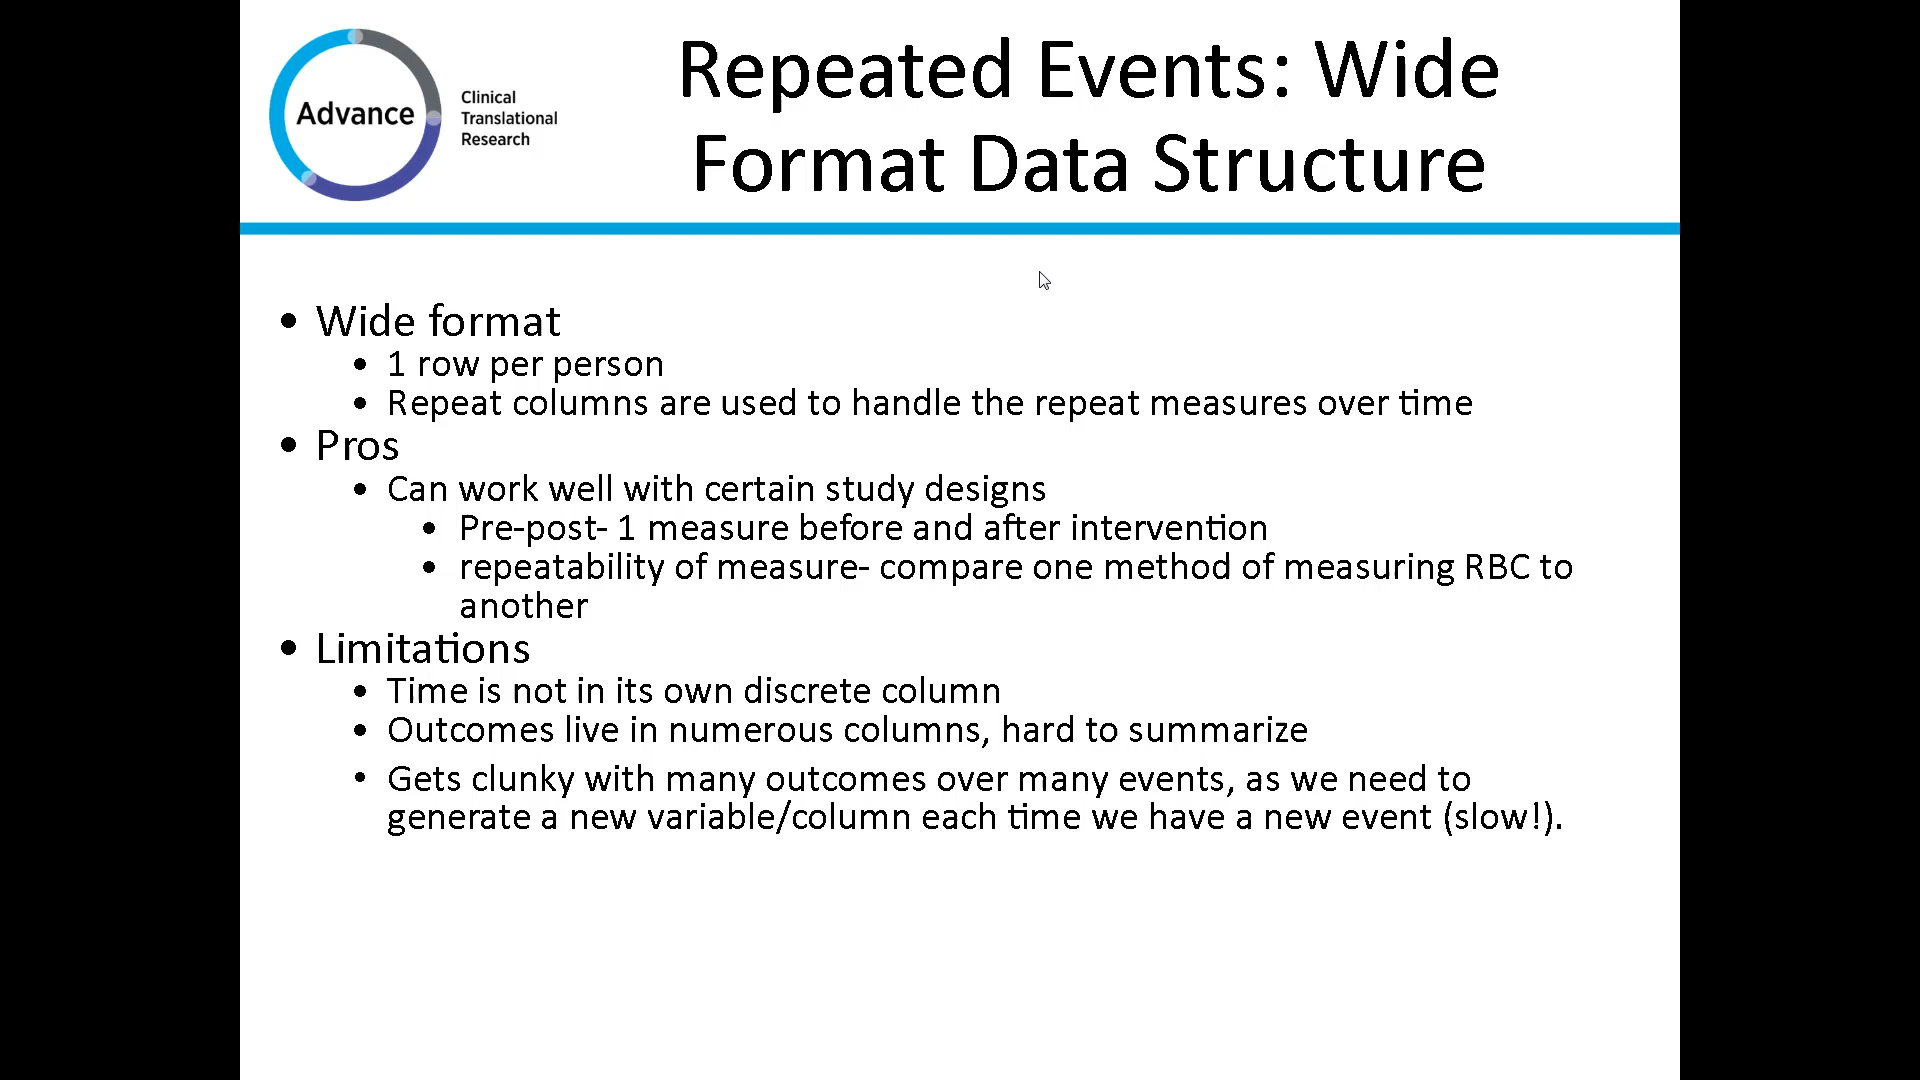 Advance
Clinical
Translational
Research
Repeated Events: Wide
Format Data Structure
• Wide format
• 1 row per person
• Repeat columns are used to handle the repeat measures over time
• Pros
• Can work well with certain study designs
• Pre-post- 1 measure before and after intervention
• repeatability of measure- compare one method of measuring RBC to
another
• Limitations
• Time is not in its own discrete column
• Outcomes live in numerous columns, hard to summarize
• Gets clunky with many outcomes over many events, as we need to
generate a new variable/column each time we have a new event (slow!).